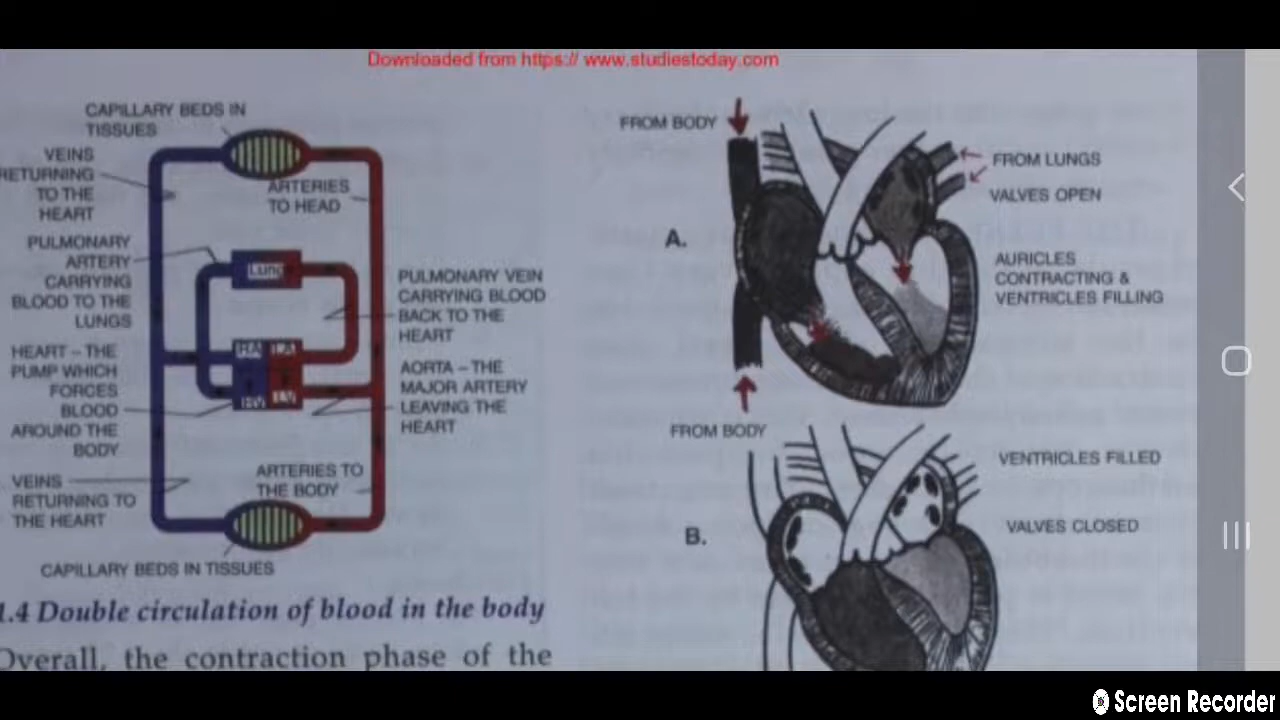 Downloaded from https:// www.studiestoday.com
CAPILLARY BEDS IN
TISSUES
VEINS
RETURNING
TO THE
HEART
ARTERIES
TO HEAD
PULMONARY
ARTERY
CARRYING
BLOOD TO THE
LUNGS
Lung
PULMONARY VEIN
CARRYING BLOOD
BACK TO THE
HEART
HEART – THE
PUMP WHICH
FORCES
BLOOD
AROUND THE
BODY
LA
LV
AORTA – THE
MAJOR ARTERY
LEAVING THE
HEART
VEINS
RETURNING TO
THE HEART
ARTERIES TO
THE BODY
CAPILLARY BEDS IN TISSUES
1.4 Double circulation of blood in the body
Overall, the contraction phase of the
FROM BODY
FROM LUNGS
VALVES OPEN
A.
AURICLES
CONTRACTING &
VENTRICLES FILLING
FROM BODY
VENTRICLES FILLED
VALVES CLOSED
B.
Screen Recorder